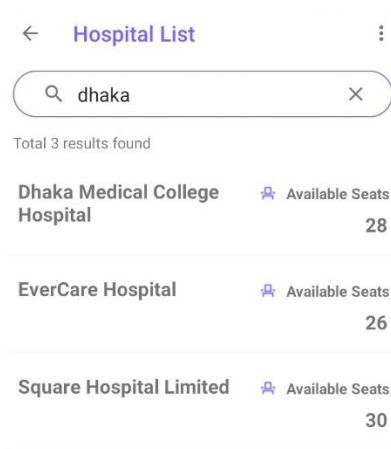 Hospital List
dhaka
Total 3 results found
Dhaka Medical College
Hospital
Available Seats
28
EverCare Hospital
Available Seats
26
Square Hospital Limited
Available Seats
30